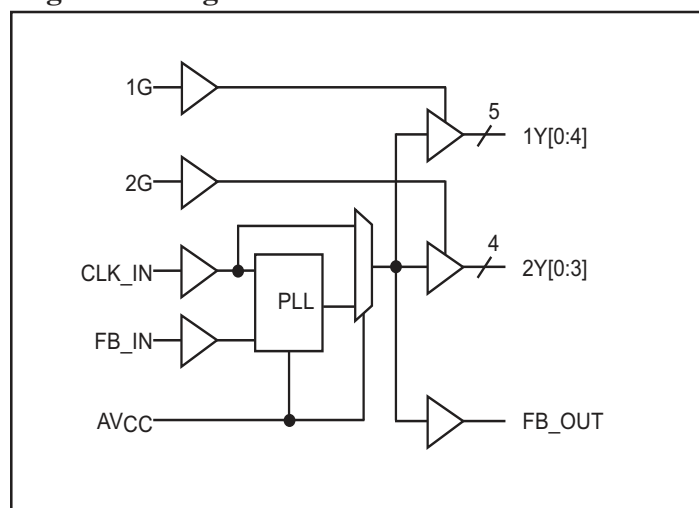 1G
5
1Y[0:4]
2G
4
CLK_IN
PLL
2Y[0:3]
FB_IN
AVCC
FB_OUT